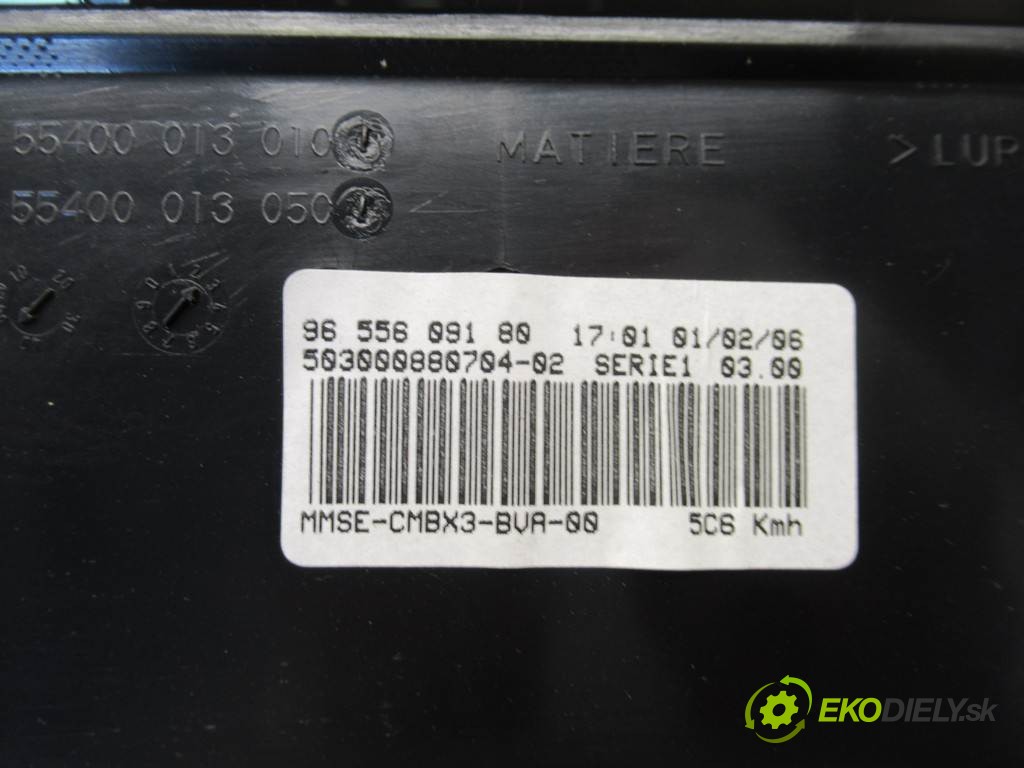 55400 013 010
MATIERE
>LUR
55400 013 050
96 556 091 80 17:01 01/02/06
503000880704-02 SERIE1 03.00
MMSE-CMBX3-BVA-00 5C6 Kmh
EKODIELY.sk